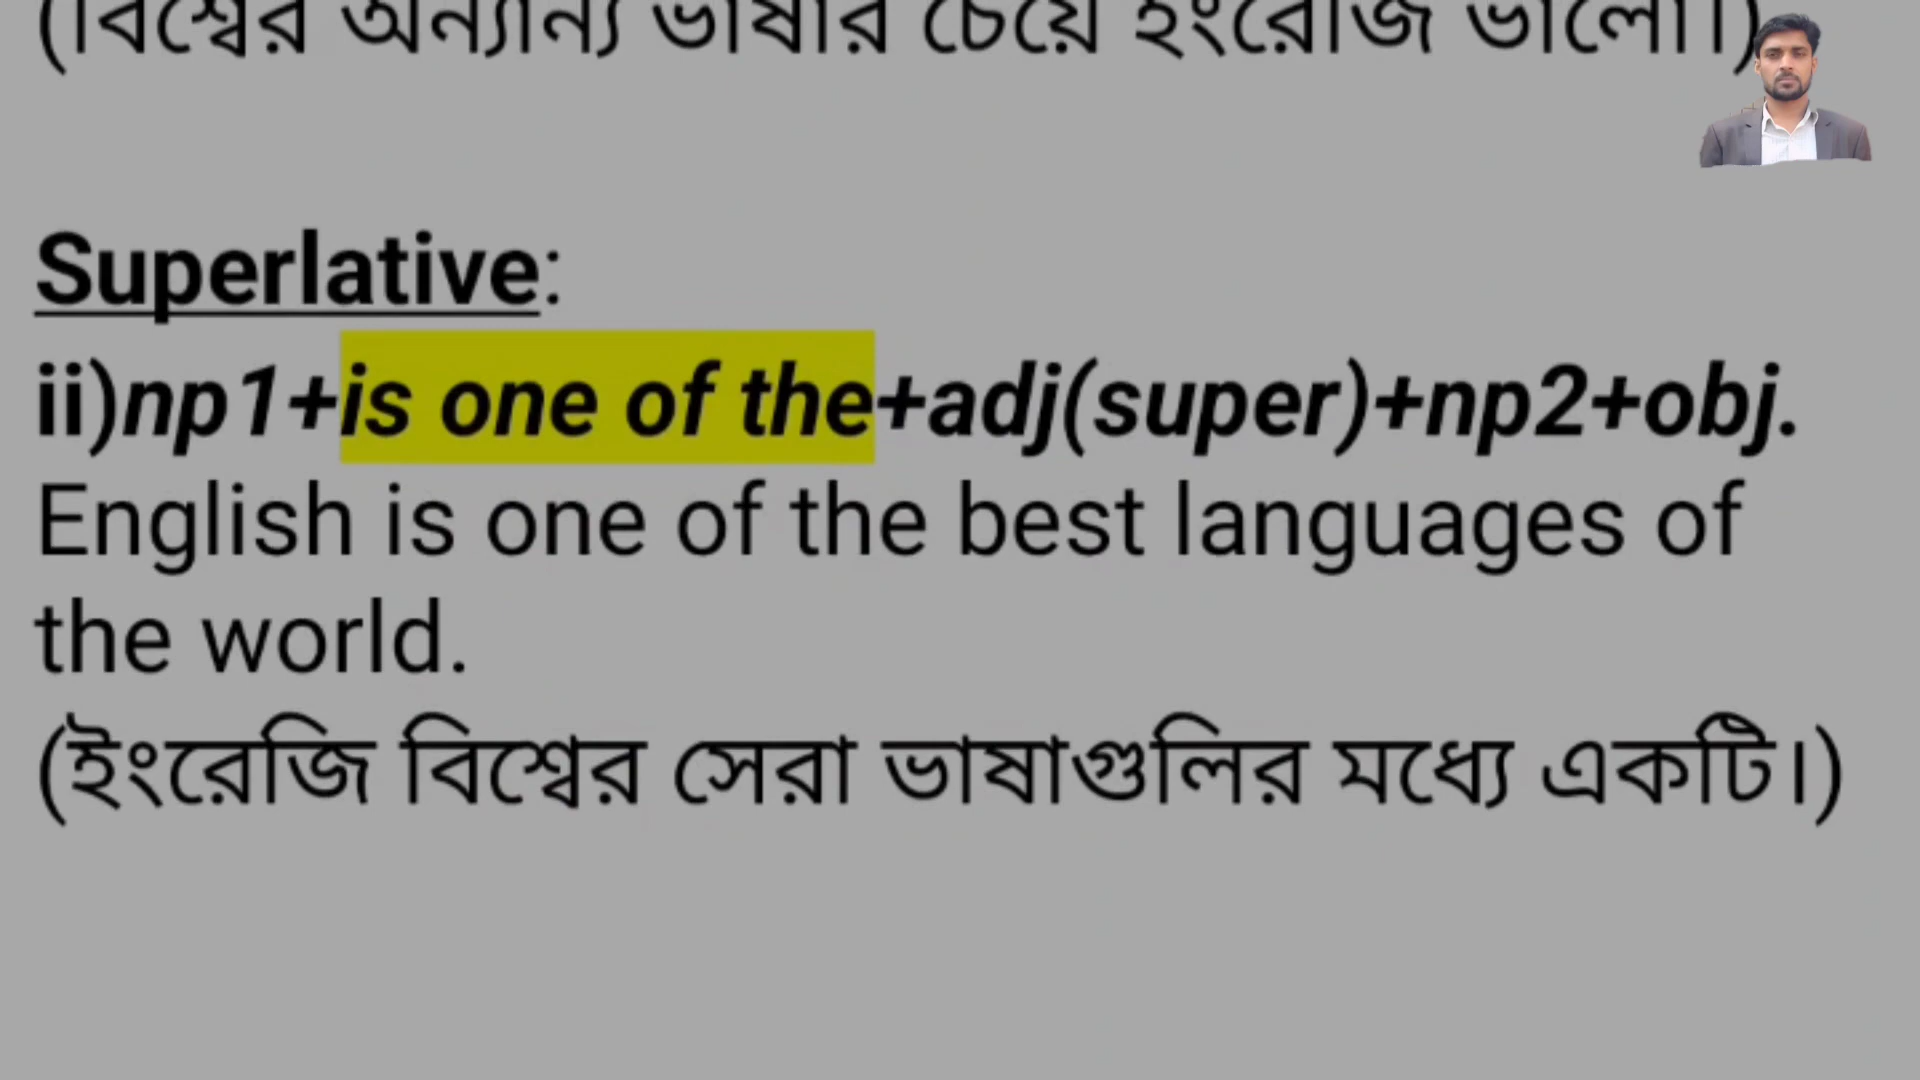 (বিশ্বের অন্যান্য ভাষার চেয়ে ইংরেজি ভালো।)
Superlative:
ii)np1+is one of the+adj(super)+np2+obj.
English is one of the best languages of
the world.
(ইংরেজি বিশ্বের সেরা ভাষাগুলির মধ্যে একটি।)